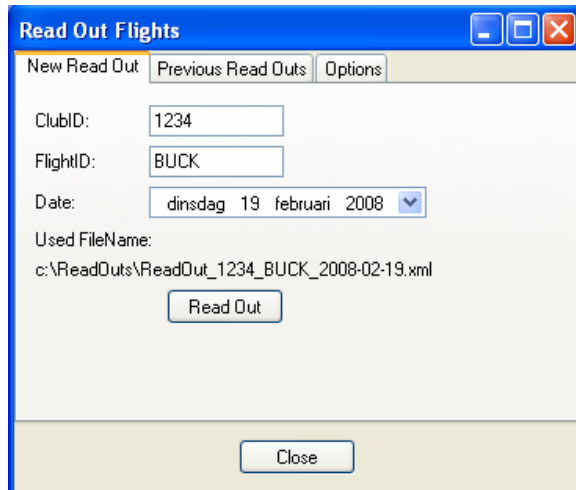 Read Out Flights
New Read Out Previous Read Outs Options
ClubID: 1234
FlightID: BUCK
Date: dinsdag 19 februari 2008
Used FileName:
c:\ReadOuts\ReadOut_1234_BUCK_2008-02-19.xml
Read Out
Close